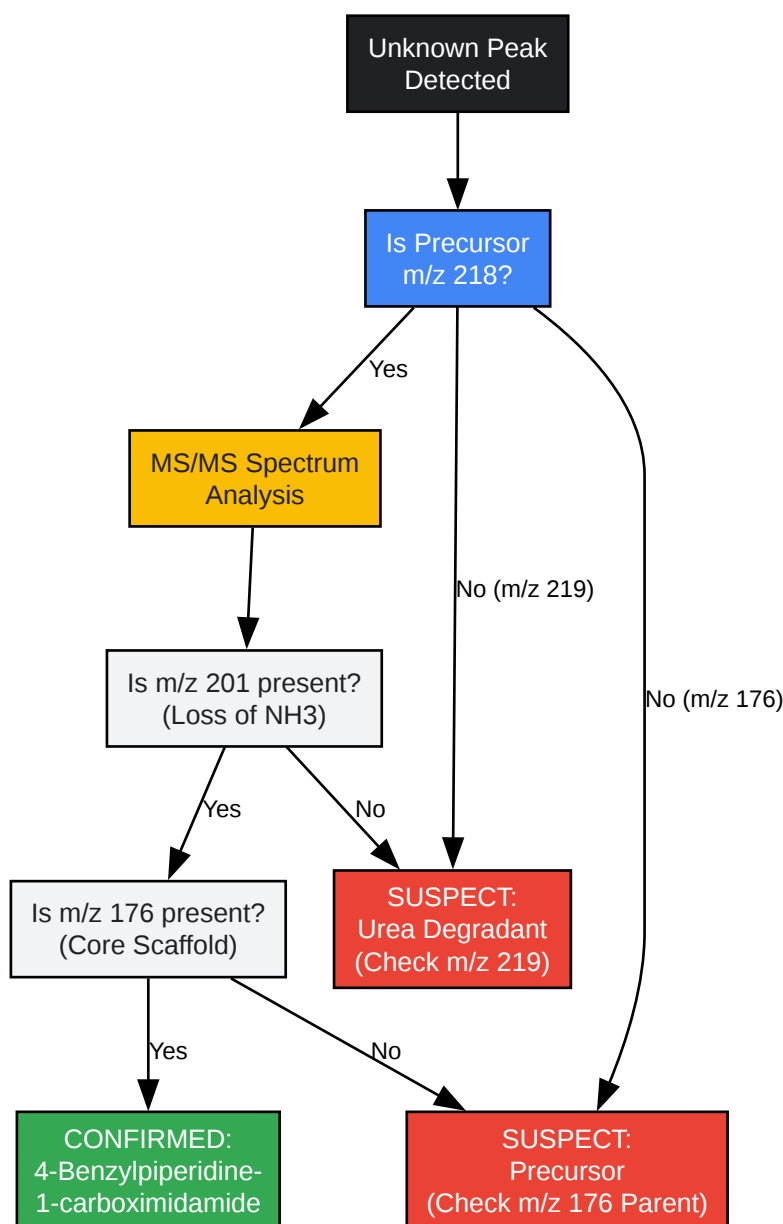 Unknown Peak
Detected
Is Precursor
m/z 218?
Yes
MS/MS Spectrum
Analysis
No (m/z 219)
Is m/z 201 present?
(Loss of NH3)
No (m/z 176)
Yes
No
Is m/z 176 present?
(Core Scaffold)
SUSPECT:
Urea Degradant
(Check m/z 219)
Yes
No
CONFIRMED:
4-Benzylpiperidine-
1-carboximidamide
SUSPECT:
Precursor
(Check m/z 176 Parent)